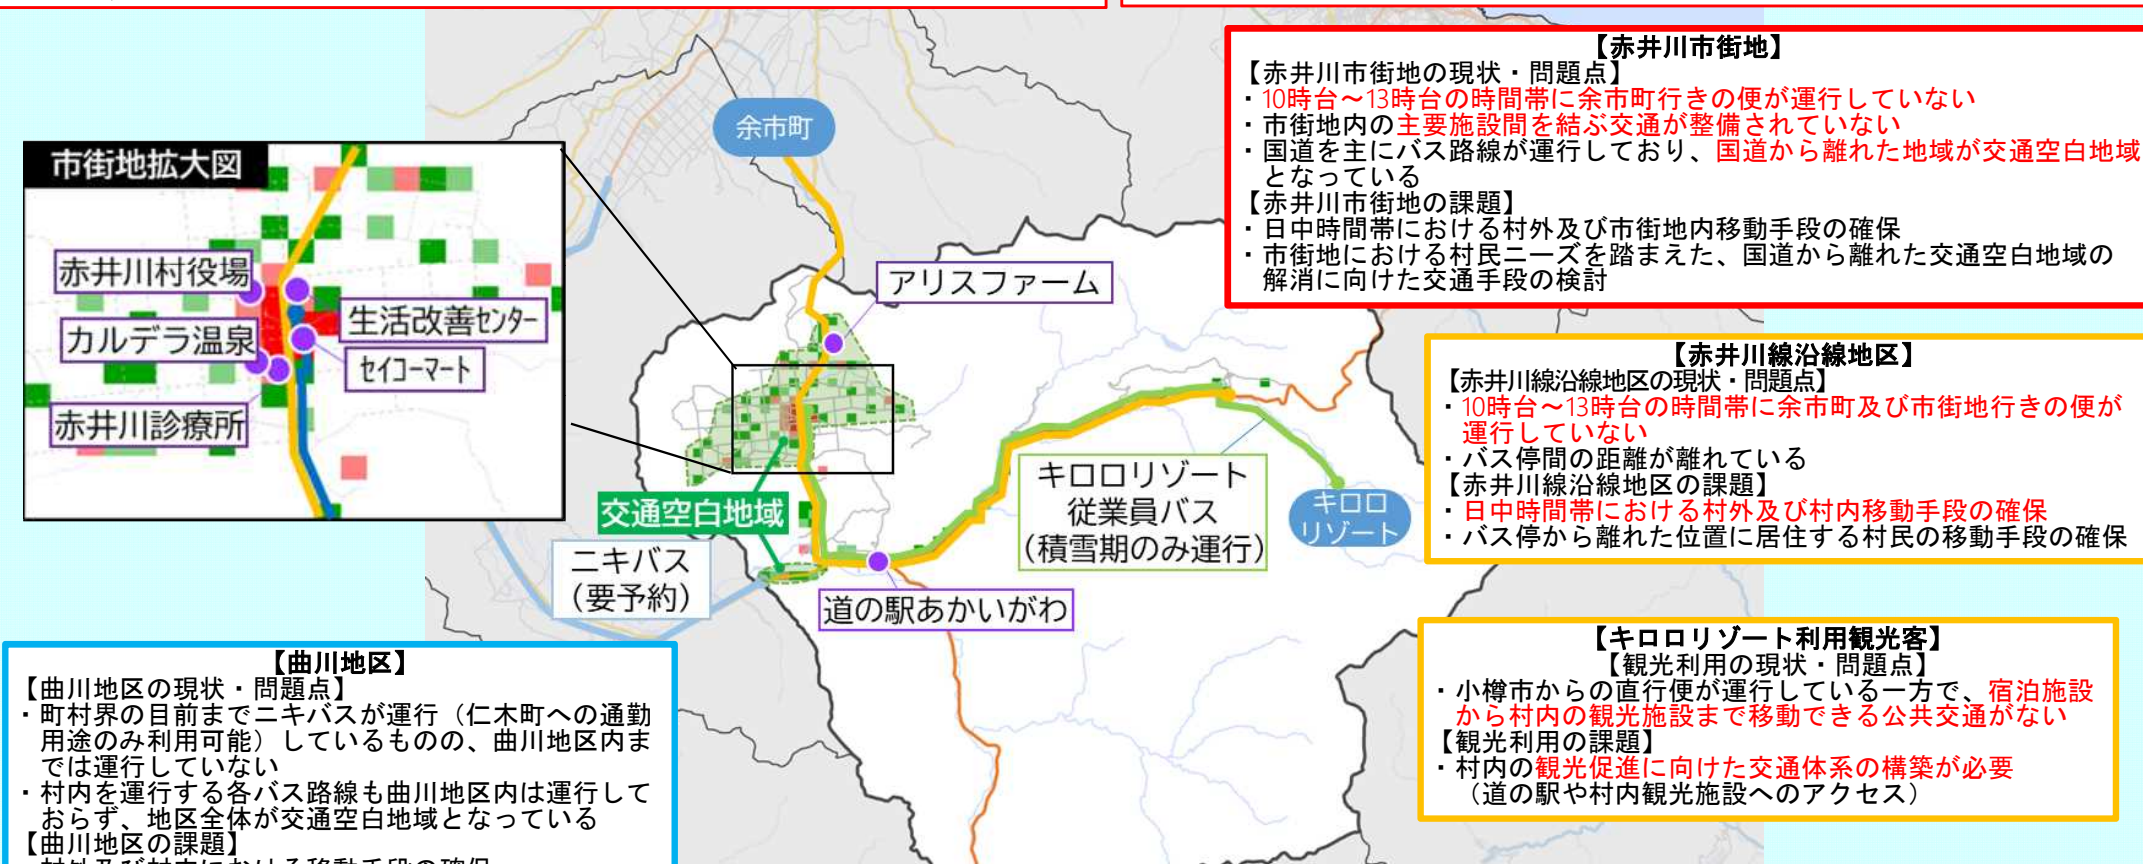 【赤井川市街地】
【赤井川市街地の現状・問題点】
・10時台～13時台の時間帯に余市町行きの便が運行していない
・市街地内の主要施設間を結ぶ交通が整備されていない
・国道を主にバス路線が運行しており、国道から離れた地域が交通空白地域
となっている
【赤井川市街地の課題】
・日中時間帯における村外及び市街地内移動手段の確保
・市街地における村民ニーズを踏まえた、国道から離れた交通空白地域の
解消に向けた交通手段の検討
余市町
市街地拡大図
赤井川村役場
カルデラ温泉
赤井川診療所
生活改善ｾﾝﾀｰ
ｾｲｺｰﾏｰﾄ
アリスファーム
交通空白地域
ニキバス
（要予約）
道の駅あかいがわ
キロロリゾート
従業員バス
（積雪期のみ運行）
キロロ
リゾート
【赤井川線沿線地区】
【赤井川線沿線地区の現状・問題点】
・10時台～13時台の時間帯に余市町及び市街地行きの便が
運行していない
・バス停間の距離が離れている
【赤井川線沿線地区の課題】
・日中時間帯における村外及び村内移動手段の確保
・バス停から離れた位置に居住する村民の移動手段の確保
【キロロリゾート利用観光客】
【観光利用の現状・問題点】
・小樽市からの直行便が運行している一方で、宿泊施設
から村内の観光施設まで移動できる公共交通がない
【観光利用の課題】
・村内の観光促進に向けた交通体系の構築が必要
（道の駅や村内観光施設へのアクセス）
【曲川地区】
【曲川地区の現状・問題点】
・町村界の目前までニキバスが運行（仁木町への通勤
用途のみ利用可能）しているものの、曲川地区内ま
では運行していない
・村内を運行する各バス路線も曲川地区内は運行して
おらず、地区全体が交通空白地域となっている
【曲川地区の課題】
・村外及び村内における移動手段の確保